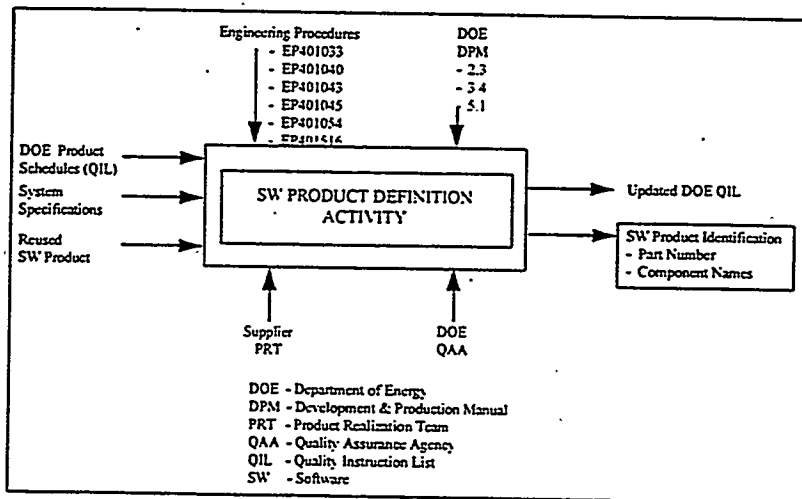 Engineering Procedures
- EP401033
- EP401040
- EP401043
- EP401045
- EP401054
- EP401516
DOE
DPM
- 2.3
- 3.4
- 5.1
DOE Product
Schedules (QIL)
System
Specifications
Reused
SW Product
SW PRODUCT DEFINITION
ACTIVITY
Updated DOE QIL
SW Product Identification
- Part Number
- Component Names
Supplier
PRT
DOE
QAA
DOE - Department of Energy
DPM - Development & Production Manual
PRT - Product Realization Team
QAA - Quality Assurance Agency
QIL - Quality Instruction List
SW - Software